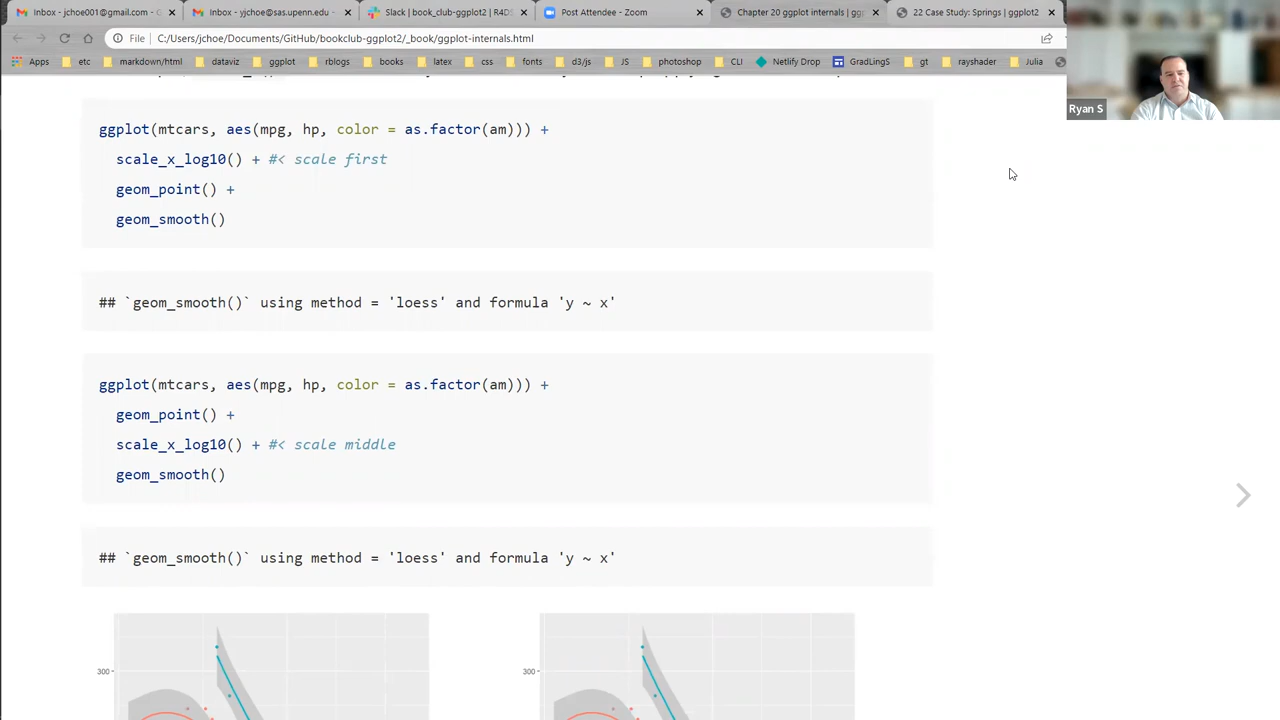 Inbox - jchoe001@gmail.com - G
Inbox - yjchoe@sas.upenn.edu -
Slack | book_club-ggplot2 | R4DS
Post Attendee - Zoom
Chapter 20 ggplot internals | gg
22 Case Study: Springs | ggplot2
File
C:/Users/jchoe/Documents/GitHub/bookclub-ggplot2/_book/ggplot-internals.html
Apps
etc
markdown/html
dataviz
ggplot
rblogs
books
latex
css
fonts
d3/js
JS
photoshop
CLI
Netlify Drop
GradLingS
gt
rayshader
Julia
Ryan S
ggplot(mtcars, aes(mpg, hp, color = as.factor(am))) +
scale_x_log10() + #< scale first
geom_point() +
geom_smooth()
## `geom_smooth()` using method = 'loess' and formula 'y ~ x'
ggplot(mtcars, aes(mpg, hp, color = as.factor(am))) +
geom_point() +
scale_x_log10() + #< scale middle
geom_smooth()
## `geom_smooth()` using method = 'loess' and formula 'y ~ x'
300
300